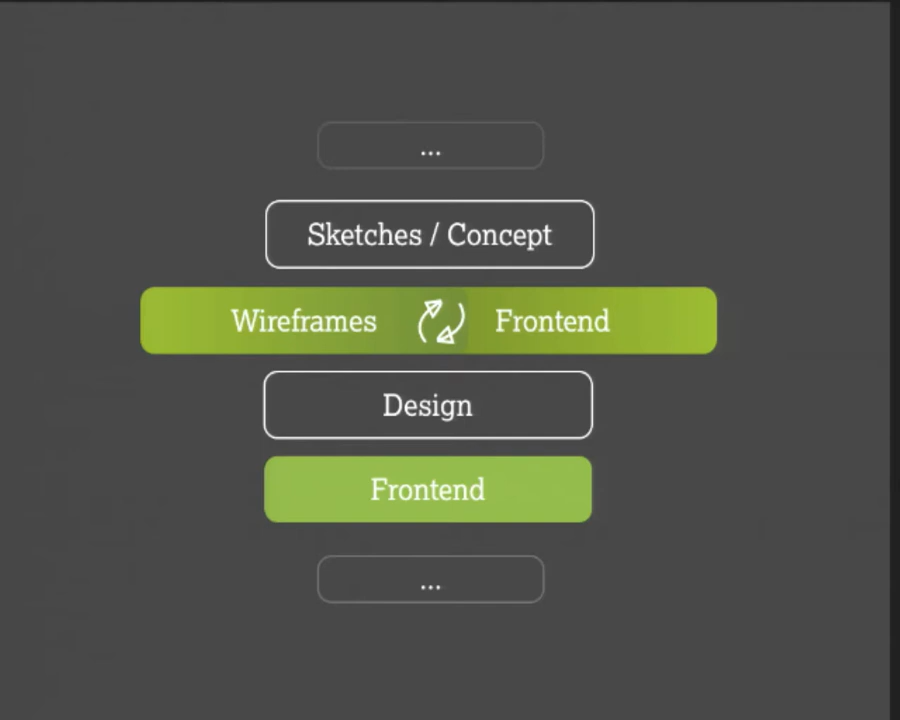 ...
Sketches / Concept
Wireframes Frontend
Design
Frontend
...